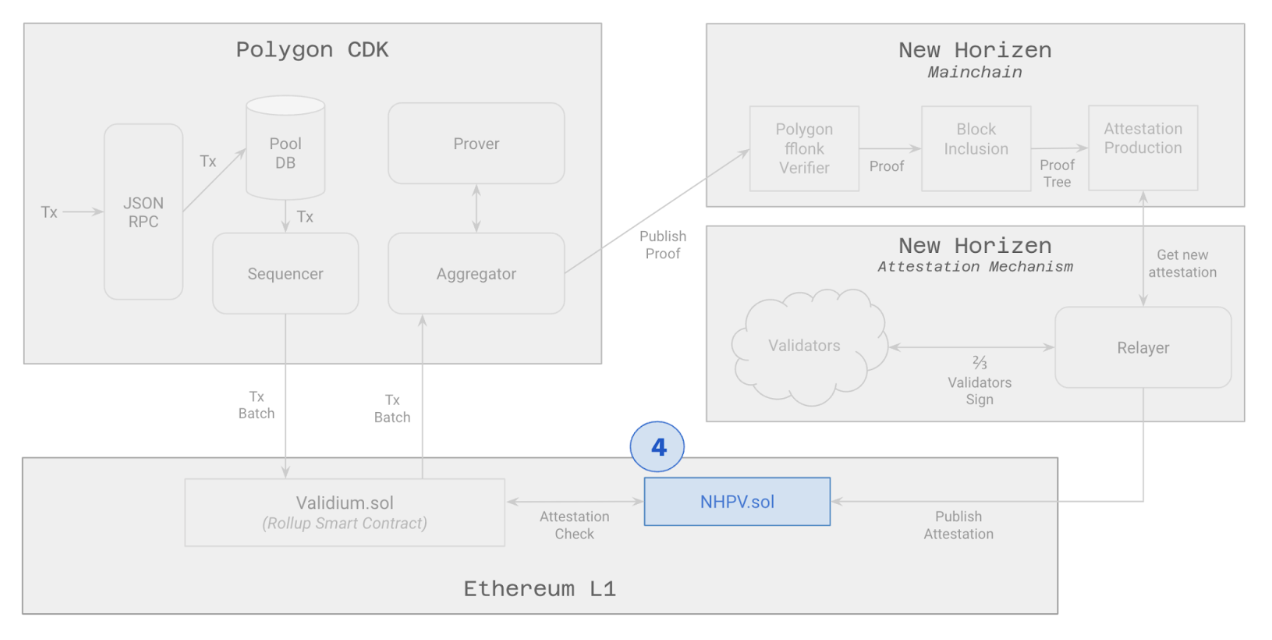 Polygon CDK
Tx
JSON
RPC
Tx
Pool
DB
Tx
Sequencer
Prover
Aggregator
Publish
Proof
New Horizen
Mainchain
Polygon
fflonk
Verifier
Proof
Block
Inclusion
Proof
Tree
Attestation
Production
New Horizen
Attestation Mechanism
Get new
attestation
Validators
⅔
Validators
Sign
Relayer
Tx
Batch
Tx
Batch
4
Validium.sol
(Rollup Smart Contract)
Attestation
Check
NHPV.sol
Publish
Attestation
Ethereum L1